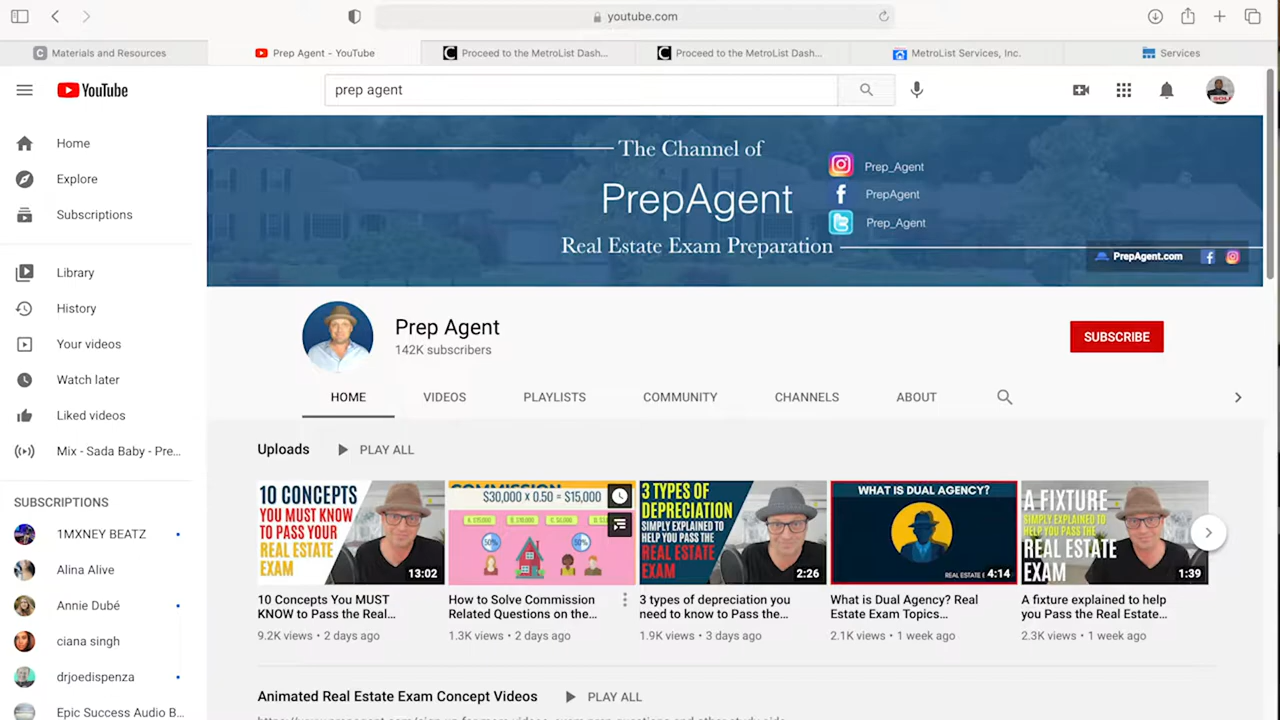 youtube.com
Materials and Resources
Prep Agent - YouTube
Proceed to the MetroList Dash...
Proceed to the MetroList Dash...
MetroList Services, Inc.
Services
YouTube
prep agent
Home
Explore
Subscriptions
Library
History
Your videos
Watch later
Liked videos
Mix - Sada Baby - Pre...
SUBSCRIPTIONS
1MXNEY BEATZ
Alina Alive
Annie Dubé
ciana singh
drjoedispenza
Epic Success Audio B...
The Channel of
PrepAgent
Real Estate Exam Preparation
Prep_Agent
PrepAgent
Prep_Agent
PrepAgent.com
Prep Agent
142K subscribers
SUBSCRIBE
HOME
VIDEOS
PLAYLISTS
COMMUNITY
CHANNELS
ABOUT
Uploads
PLAY ALL
10 CONCEPTS
YOU MUST
KNOW TO
PASS YOUR
REAL ESTATE
EXAM
13:02
10 Concepts You MUST
KNOW to Pass the Real...
9.2K views • 2 days ago
COMMISSION
$30,000 x 0.50 = $15,000
50%
50%
How to Solve Commission
Related Questions on the...
1.3K views • 2 days ago
3 TYPES OF
DEPRECIATION
SIMPLY EXPLAINED
TO HELP YOU PASS THE
REAL ESTATE
EXAM
2:26
3 types of depreciation you
need to know to Pass the...
1.9K views • 3 days ago
WHAT IS DUAL AGENCY?
REAL ESTATE E
4:14
What is Dual Agency? Real
Estate Exam Topics...
2.1K views • 1 week ago
A FIXTURE
SIMPLY EXPLAINED TO
HELP YOU PASS THE
REAL ESTATE
EXAM
1:39
A fixture explained to help
you Pass the Real Estate...
2.3K views • 1 week ago
Animated Real Estate Exam Concept Videos
PLAY ALL